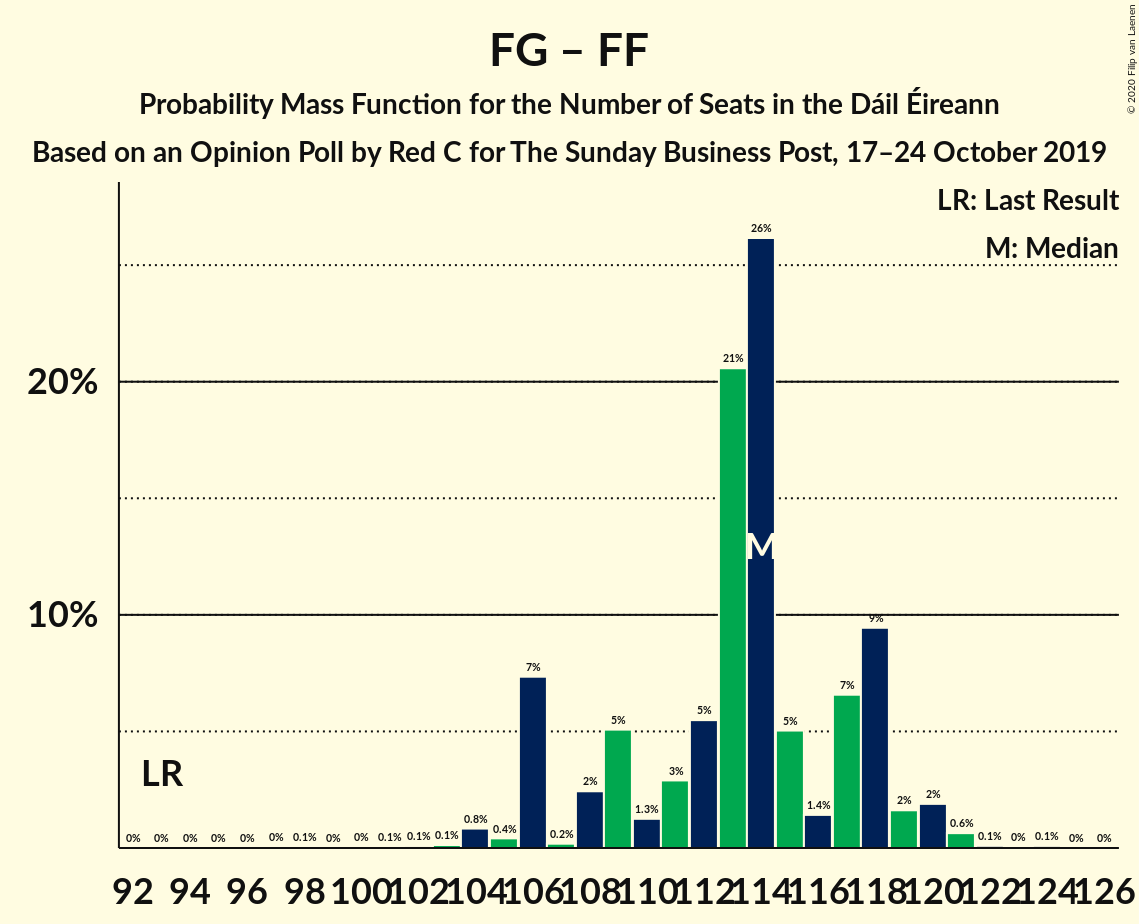 FG – FF
Probability Mass Function for the Number of Seats in the Dáil Éireann
Based on an Opinion Poll by Red C for The Sunday Business Post, 17–24 October 2019
© 2020 Filip van Laenen
LR: Last Result
M: Median
20%
10%
LR
M
0% 0% 0% 0% 0% 0% 0.1% 0% 0% 0.1% 0.1% 0.1% 0.8% 0.4% 7% 0.2% 2% 5% 1.3% 3% 5% 21% 26% 5% 1.4% 7% 9% 2% 2% 0.6% 0.1% 0% 0.1% 0% 0%
92 94 96 98 100 102 104 106 108 110 112 114 116 118 120 122 124 126